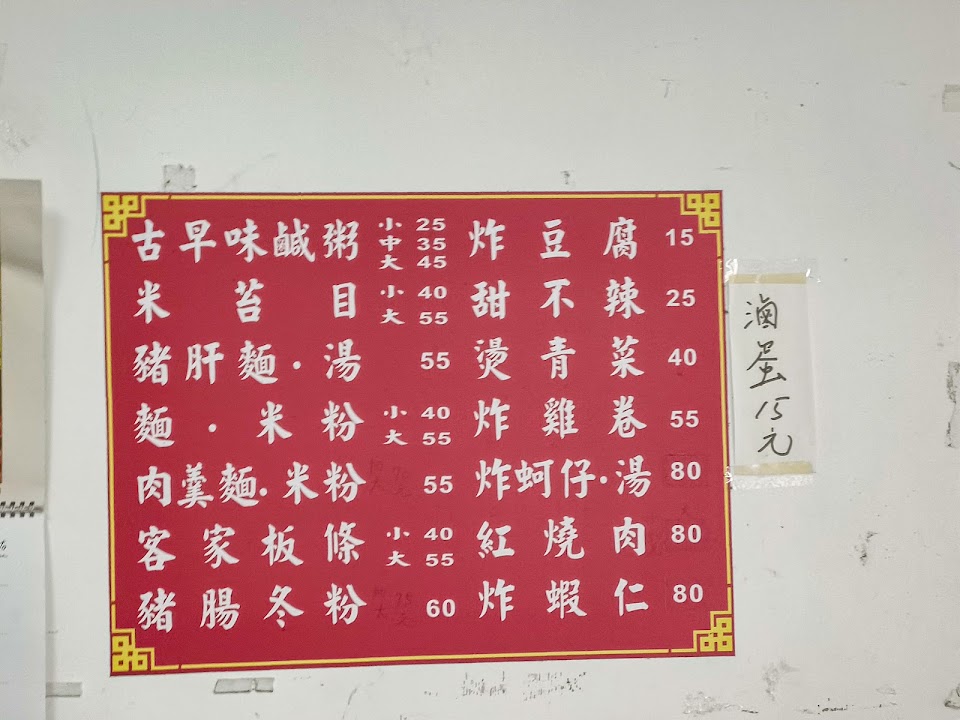 古早味鹹粥 小 25 中 35 大 45
米苔目 小 40 大 55
豬肝麵・湯 55
麵・米粉 小 40 大 55
肉羹麵・米粉 55
客家板條 小 40 大 55
豬腸冬粉 60
炸豆腐 15
甜不辣 25
燙青菜 40
炸雞卷 55
炸蚵仔・湯 80
紅燒肉 80
炸蝦仁 80
滷蛋15元